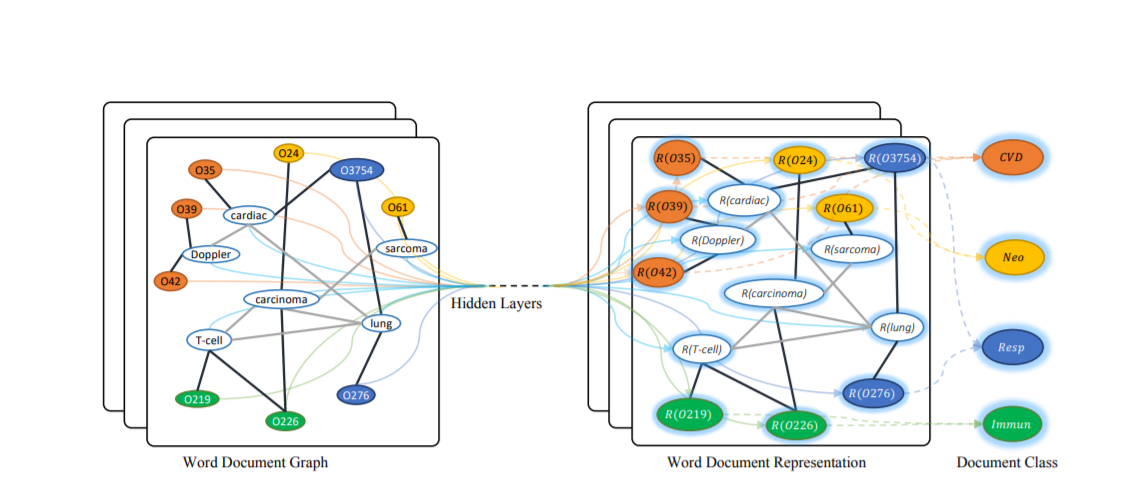 O24
O35
O3754
O39
cardiac
O61
sarcoma
Doppler
O42
carcinoma
lung
T-cell
O219
O276
O226
Word Document Graph
Hidden Layers
R(O35)
R(O24)
R(O3754)
R(O39)
R(cardiac)
R(O61)
R(Doppler)
R(sarcoma)
R(O42)
R(carcinoma)
R(lung)
R(T-cell)
R(O276)
R(O219)
R(O226)
Word Document Representation
CVD
Neo
Resp
Immun
Document Class